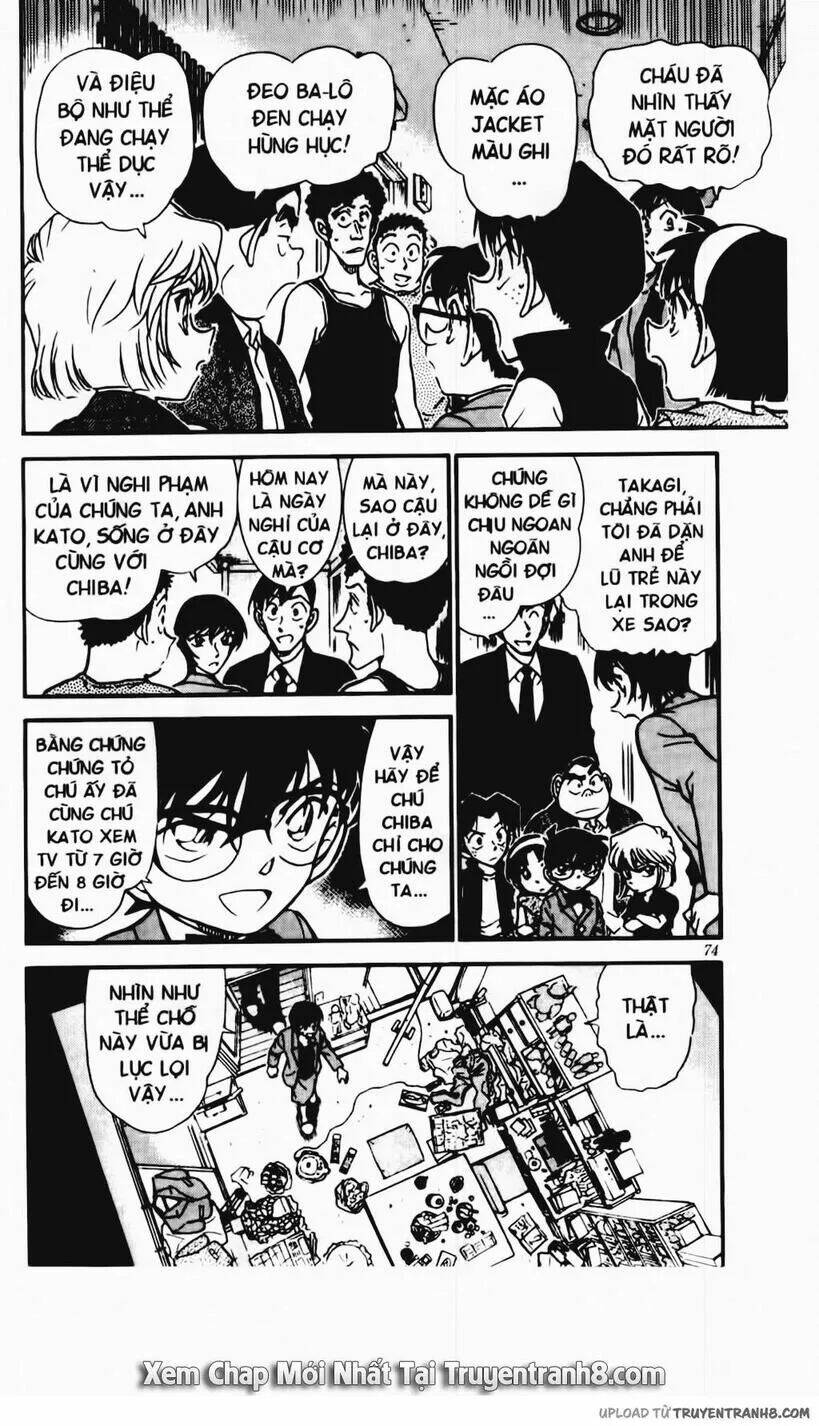 CHÁU ĐÃ
NHÌN THẤY
MẶT NGƯỜI
ĐÓ RẤT RÕ!
MẶC ÁO
JACKET
MÀU GHI
...
ĐEO BA-LÔ
ĐEN CHẠY
HÙNG HỤC!
VÀ ĐIỆU
BỘ NHƯ THỂ
ĐANG CHẠY
THỂ DỤC
VẬY...
TAKAGI,
CHẲNG PHẢI
TÔI ĐÃ DẶN
ANH ĐỂ
LŨ TRẺ NÀY
LẠI TRONG
XE SAO?
CHÚNG
KHÔNG DỄ GÌ
CHỊU NGOAN
NGOÃN
NGỒI ĐỢI
ĐÂU
...
MÀ NÀY,
SAO CẬU
LẠI Ở ĐÂY,
CHIBA?
HÔM NAY
LÀ NGÀY
NGHỈ CỦA
CẬU CƠ
MÀ?
LÀ VÌ NGHI PHẠM
CỦA CHÚNG TA, ANH
KATO, SỐNG Ở ĐÂY
CÙNG VỚI
CHIBA!
VẬY
HÃY ĐỂ
CHÚ
CHIBA
CHỈ CHO
CHÚNG
TA...
BẰNG CHỨNG
CHỨNG TỎ
CHÚ ẤY ĐÃ
CÙNG CHÚ
KATO XEM
TV TỪ 7 GIỜ
ĐẾN 8 GIỜ
ĐI...
74
THẬT
LÀ...
NHÌN NHƯ
THỂ CHỖ
NÀY VỪA BỊ
LỤC LỌI
VẬY...
Xem Chap Mới Nhất Tại Truyentranh8.com
UPLOAD TỪ TRUYENTRANH8.COM